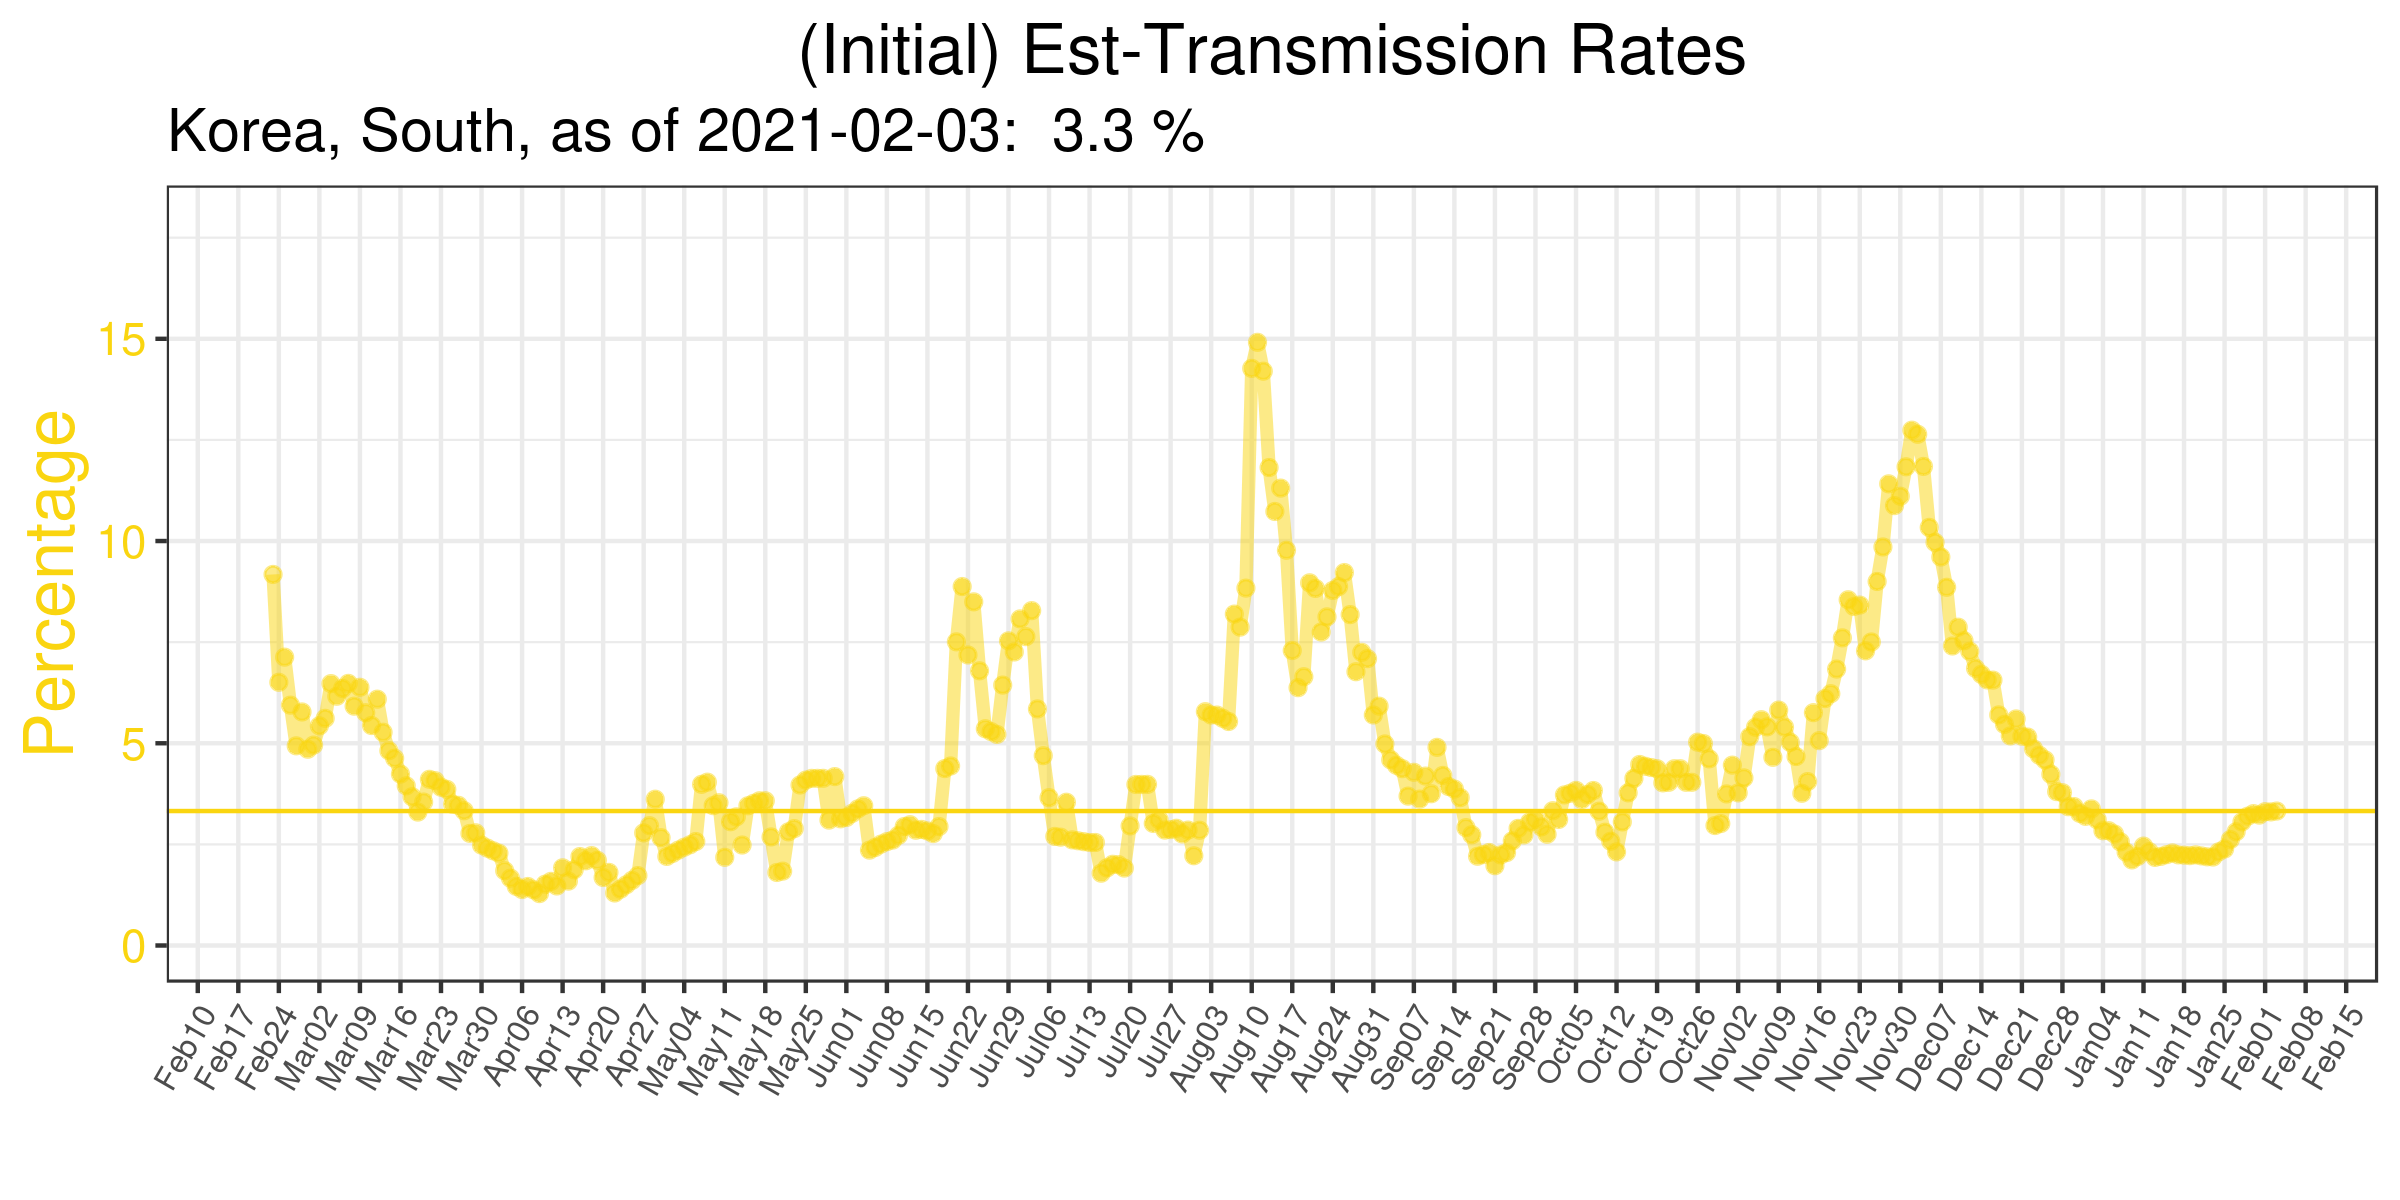 (Initial) Est-Transmission Rates
Korea, South, as of 2021-02-03:  3.3 %
Percentage
15
10
5
0
Feb10 Feb17 Feb24 Mar02 Mar09 Mar16 Mar23 Mar30 Apr06 Apr13 Apr20 Apr27 May04 May11 May18 May25 Jun01 Jun08 Jun15 Jun22 Jun29 Jul06 Jul13 Jul20 Jul27 Aug03 Aug10 Aug17 Aug24 Aug31 Sep07 Sep14 Sep21 Sep28 Oct05 Oct12 Oct19 Oct26 Nov02 Nov09 Nov16 Nov23 Nov30 Dec07 Dec14 Dec21 Dec28 Jan04 Jan11 Jan18 Jan25 Feb01 Feb08 Feb15